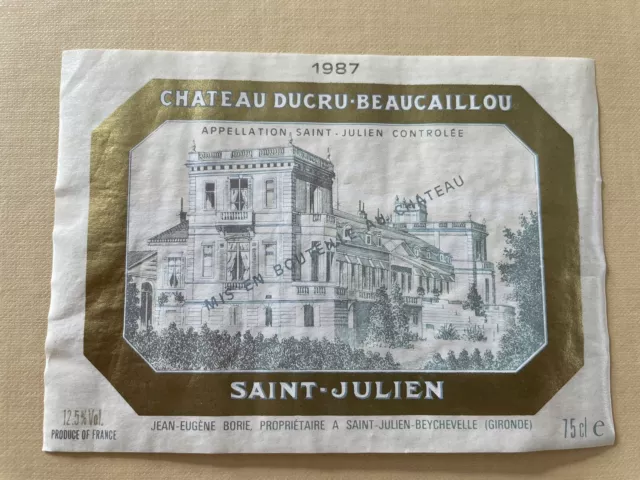 1987
CHATEAU DUCRU-BEAUCAILLOU
APPELLATION SAINT-JULIEN CONTROLÉE
MIS EN BOUTEILLE AU CHATEAU
SAINT-JULIEN
12,5% Vol.
PRODUCE OF FRANCE
JEAN-EUGÈNE BORIE, PROPRIÉTAIRE A SAINT-JULIEN-BEYCHEVELLE (GIRONDE)
75 cl e